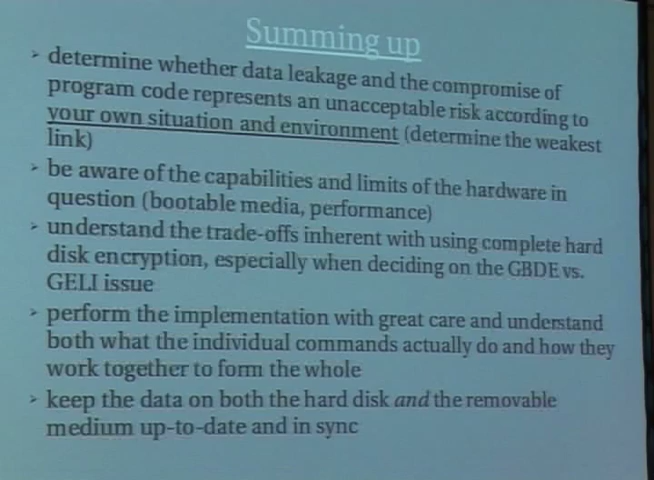 Summing up
➢ determine whether data leakage and the compromise of
program code represents an unacceptable risk according to
your own situation and environment (determine the weakest
link)
➢ be aware of the capabilities and limits of the hardware in
question (bootable media, performance)
➢ understand the trade-offs inherent with using complete hard
disk encryption, especially when deciding on the GBDE vs.
GELI issue
➢ perform the implementation with great care and understand
both what the individual commands actually do and how they
work together to form the whole
➢ keep the data on both the hard disk and the removable
medium up-to-date and in sync